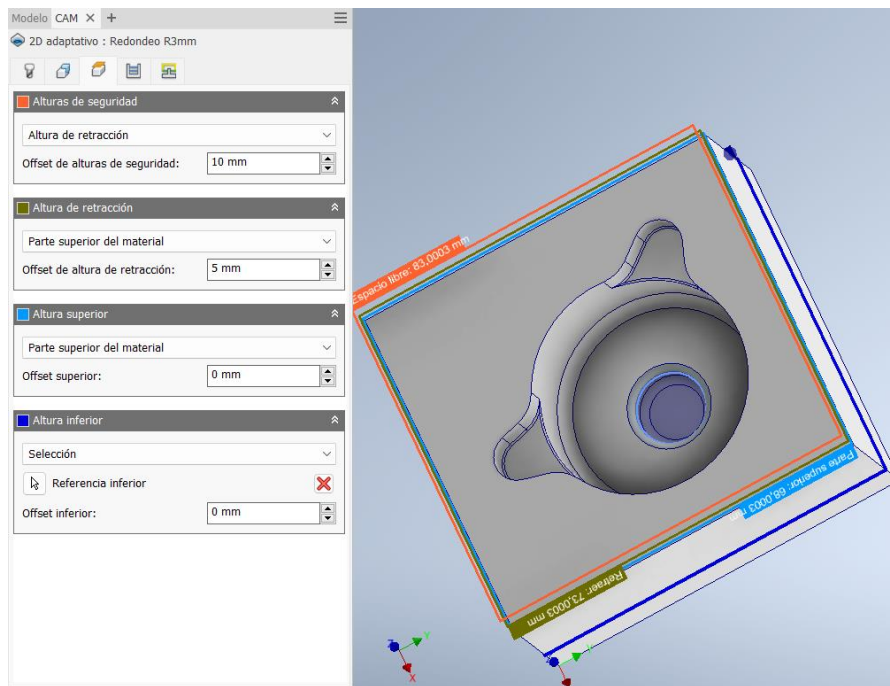 Modelo CAM × +
2D adaptativo : Redondeo R3mm
Alturas de seguridad
Altura de retracción
Offset de alturas de seguridad: 10 mm
Altura de retracción
Parte superior del material
Offset de altura de retracción: 5 mm
Altura superior
Parte superior del material
Offset superior: 0 mm
Altura inferior
Selección
Referencia inferior
Offset inferior: 0 mm
Espacio libre: 83,0003 mm
Parte superior: 68,0003 mm
Retraer: 73,0003 mm
Z Y
X
Y